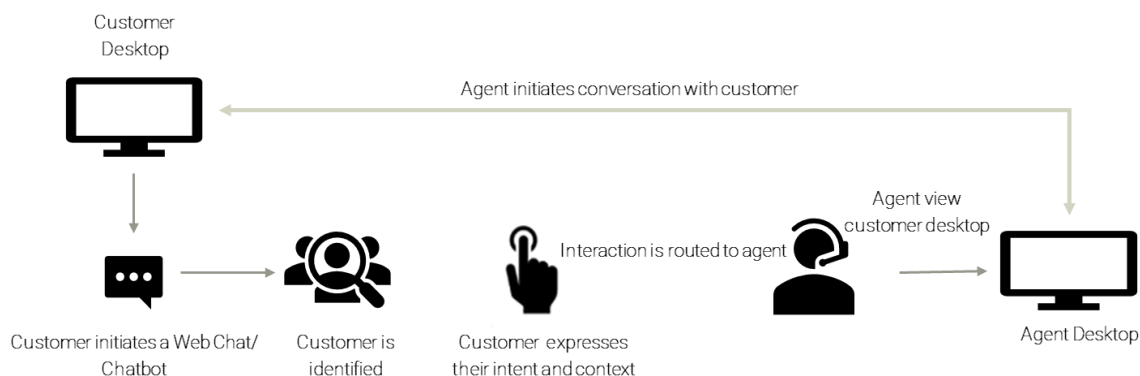 Customer
Desktop
Agent initiates conversation with customer
Agent view
customer desktop
Interaction is routed to agent
Customer initiates a Web Chat/
Chatbot
Customer is
identified
Customer expresses
their intent and context
Agent Desktop